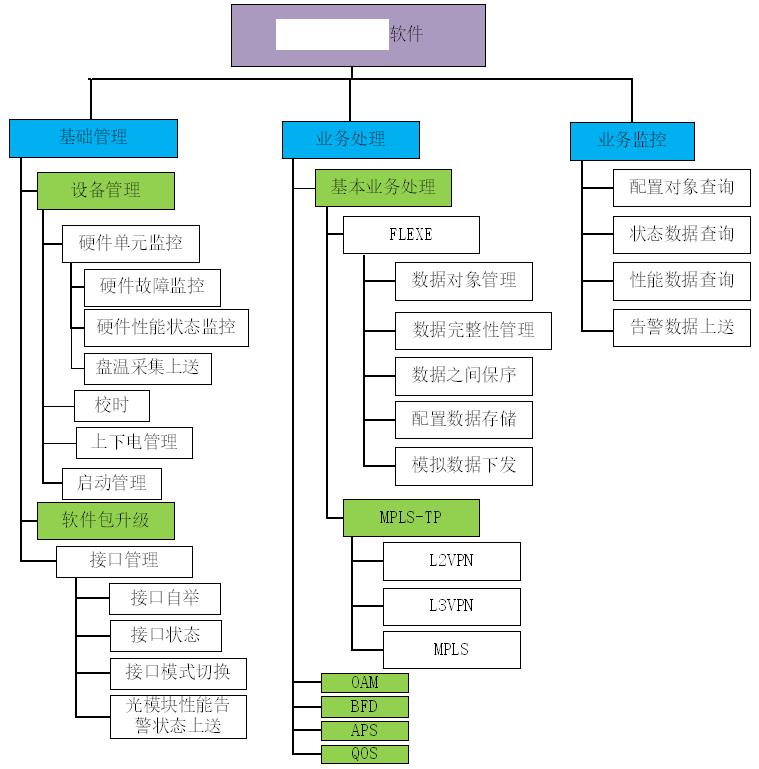 软件
基础管理
设备管理
硬件单元监控
硬件故障监控
硬件性能状态监控
盘温采集上送
校时
上下电管理
启动管理
软件包升级
接口管理
接口自举
接口状态
接口模式切换
光模块性能告
警状态上送
业务处理
基本业务处理
FLEXE
数据对象管理
数据完整性管理
数据之间保序
配置数据存储
模拟数据下发
MPLS-TP
L2VPN
L3VPN
MPLS
OAM
BFD
APS
QOS
业务监控
配置对象查询
状态数据查询
性能数据查询
告警数据上送